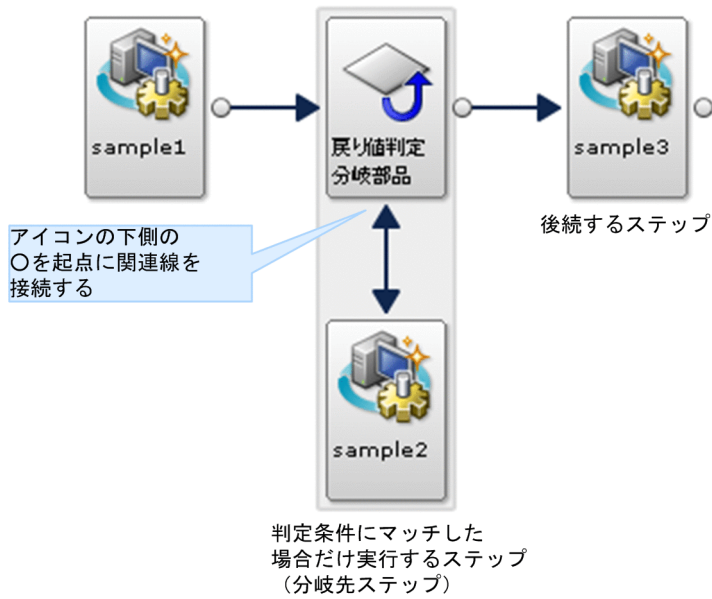 sample1
戻り値判定
分岐部品
sample3
後続するステップ
アイコンの下側の
○を起点に関連線を
接続する
sample2
判定条件にマッチした
場合だけ実行するステップ
（分岐先ステップ）